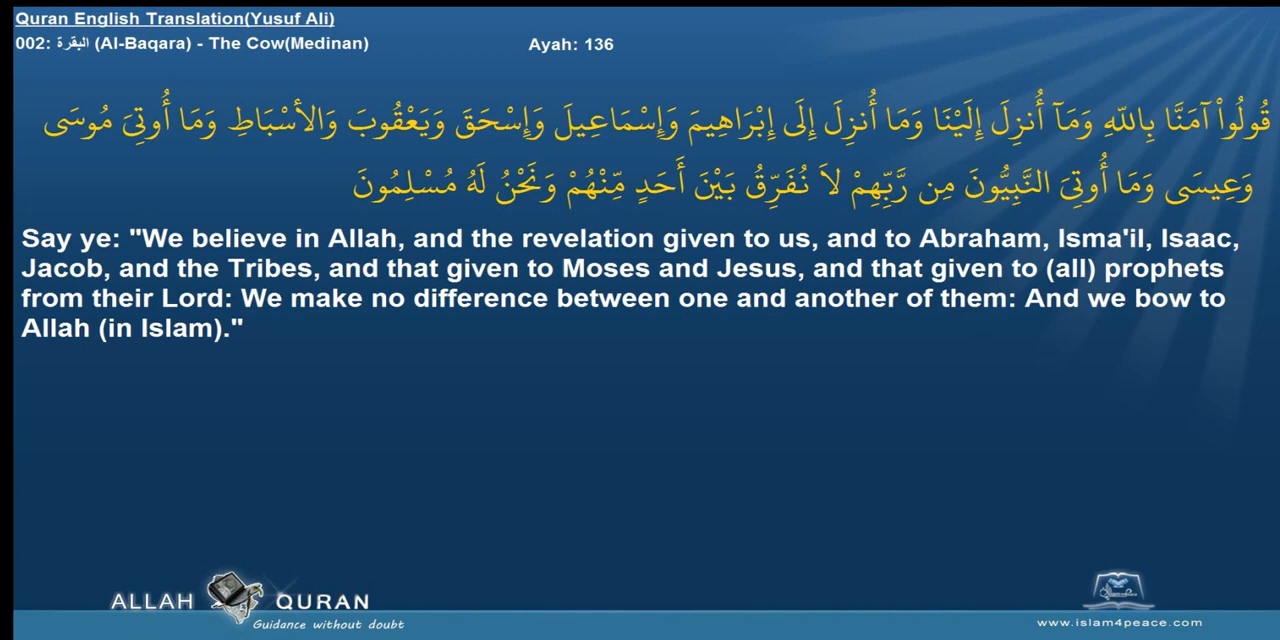 Quran English Translation(Yusuf Ali)
002: البقرة (Al-Baqara) - The Cow(Medinan) Ayah: 136
قُولُواْ آمَنَّا بِاللّهِ وَمَآ أُنزِلَ إِلَيْنَا وَمَا أُنزِلَ إِلَى إِبْرَاهِيمَ وَإِسْمَاعِيلَ وَإِسْحَقَ وَيَعْقُوبَ وَالأسْبَاطِ وَمَا أُوتِيَ مُوسَى
وَعِيسَى وَمَا أُوتِيَ النَّبِيُّونَ مِن رَّبِّهِمْ لاَ نُفَرِّقُ بَيْنَ أَحَدٍ مِّنْهُمْ وَنَحْنُ لَهُ مُسْلِمُونَ
Say ye: "We believe in Allah, and the revelation given to us, and to Abraham, Isma'il, Isaac,
Jacob, and the Tribes, and that given to Moses and Jesus, and that given to (all) prophets
from their Lord: We make no difference between one and another of them: And we bow to
Allah (in Islam)."
ALLAH QURAN
Guidance without doubt
www.islam4peace.com